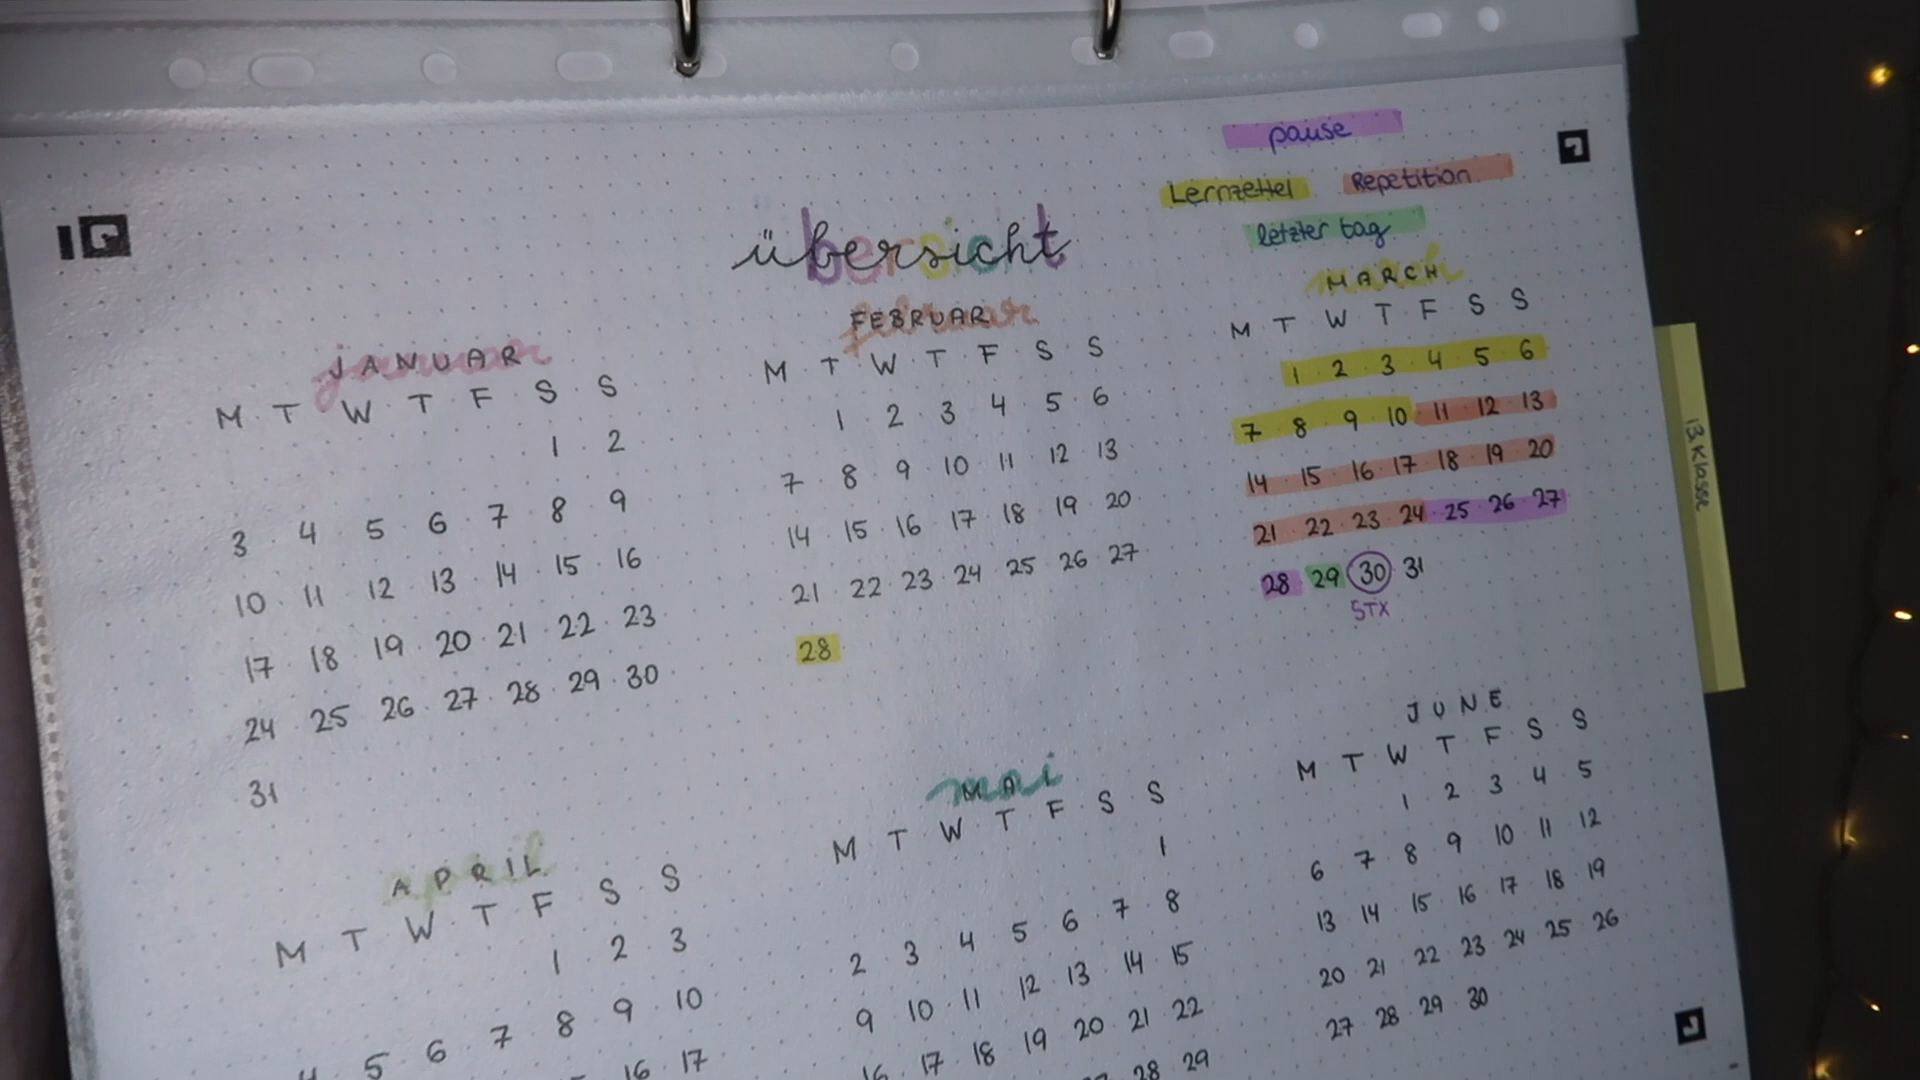 pause
Lernzettel Repetition
letzter tag
übersicht
JANUAR
M T W T F S S
1 2
3 4 5 6 7 8 9
10 11 12 13 14 15 16
17 18 19 20 21 22 23
24 25 26 27 28 29 30
31
FEBRUAR
M T W T F S S
1 2 3 4 5 6
7 8 9 10 11 12 13
14 15 16 17 18 19 20
21 22 23 24 25 26 27
28
MARCH
M T W T F S S
1 2 3 4 5 6
7 8 9 10 11 12 13
14 15 16 17 18 19 20
21 22 23 24 25 26 27
28 29 30 31
STX
13 Klasse
APRIL
M T W T F S S
1 2 3
4 5 6 7 8 9 10
16 17
MAI
M T W T F S S
1
2 3 4 5 6 7 8
9 10 11 12 13 14 15
16 17 18 19 20 21 22
28 29
JUNE
M T W T F S S
1 2 3 4 5
6 7 8 9 10 11 12
13 14 15 16 17 18 19
20 21 22 23 24 25 26
27 28 29 30